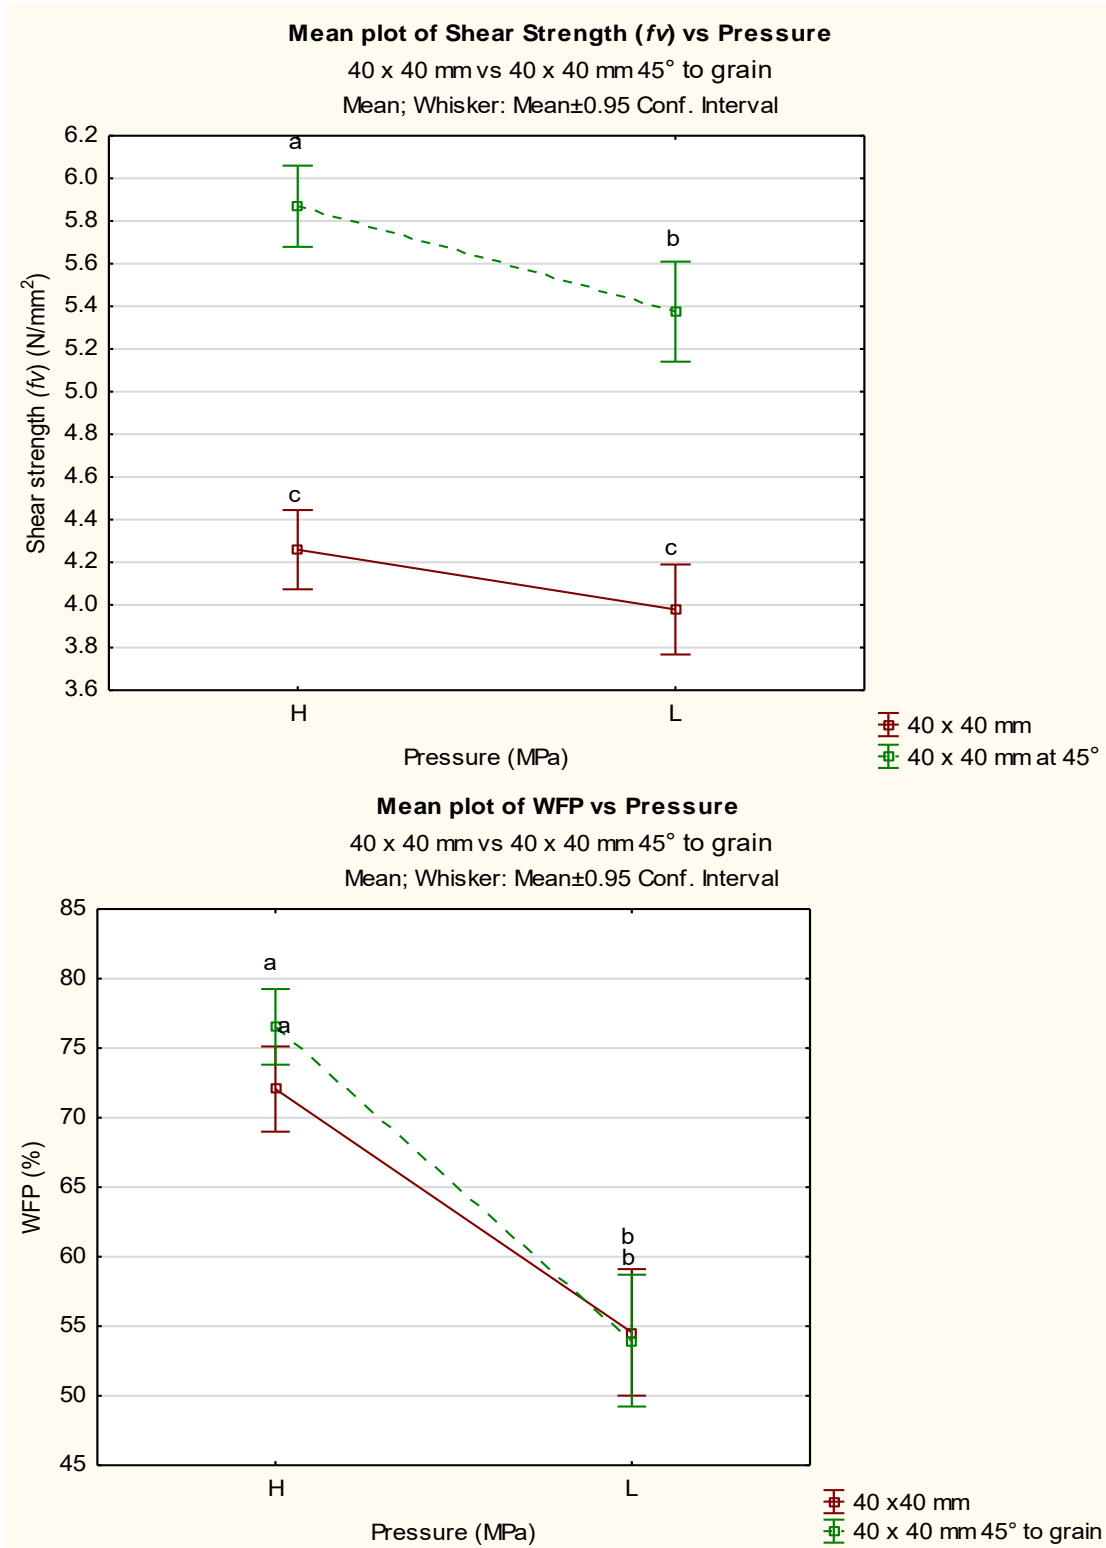 Mean plot of Shear Strength (fv) vs Pressure
40 x 40 mm vs 40 x 40 mm 45° to grain
Mean; Whisker: Mean±0.95 Conf. Interval
6.2
6.0
5.8
5.6
5.4
5.2
5.0
4.8
4.6
4.4
4.2
4.0
3.8
3.6
Shear strength (fv) (N/mm²)
a
b
c
c
H
L
Pressure (MPa)
40 x 40 mm
40 x 40 mm at 45°
Mean plot of WFP vs Pressure
40 x 40 mm vs 40 x 40 mm 45° to grain
Mean; Whisker: Mean±0.95 Conf. Interval
85
80
75
70
65
60
55
50
45
WFP (%)
a
a
b
b
H
L
Pressure (MPa)
40 x40 mm
40 x 40 mm 45° to grain